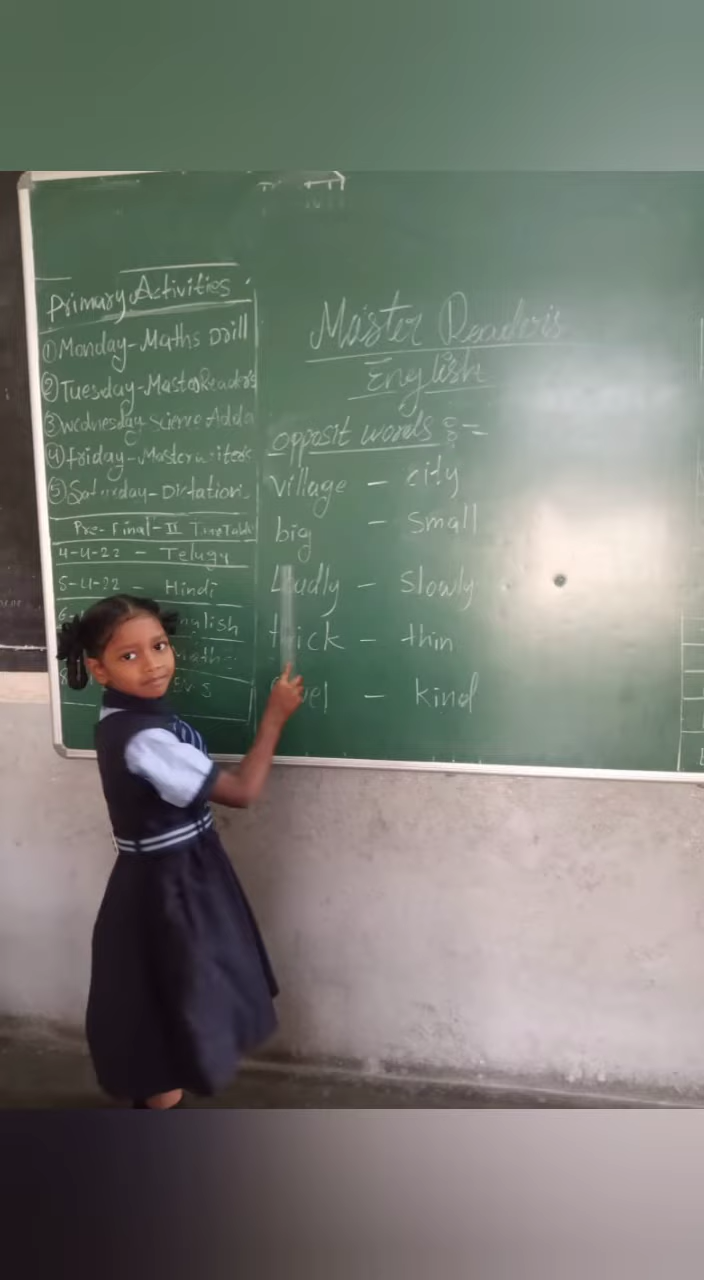 Primary Activities
① Monday-Maths Drill
② Tuesday-Master Readers
③ Wednesday Science Adda
④ Friday-Master writers
⑤ Saturday-Dictation
Pre-Final-II Time Table
4-4-22 - Telugu
5-4-22 - Hindi
nglish
E.V.S
Master Readers
English
opposit words :-
village - city
big - small
Loudly - slowly
thick - thin
kind